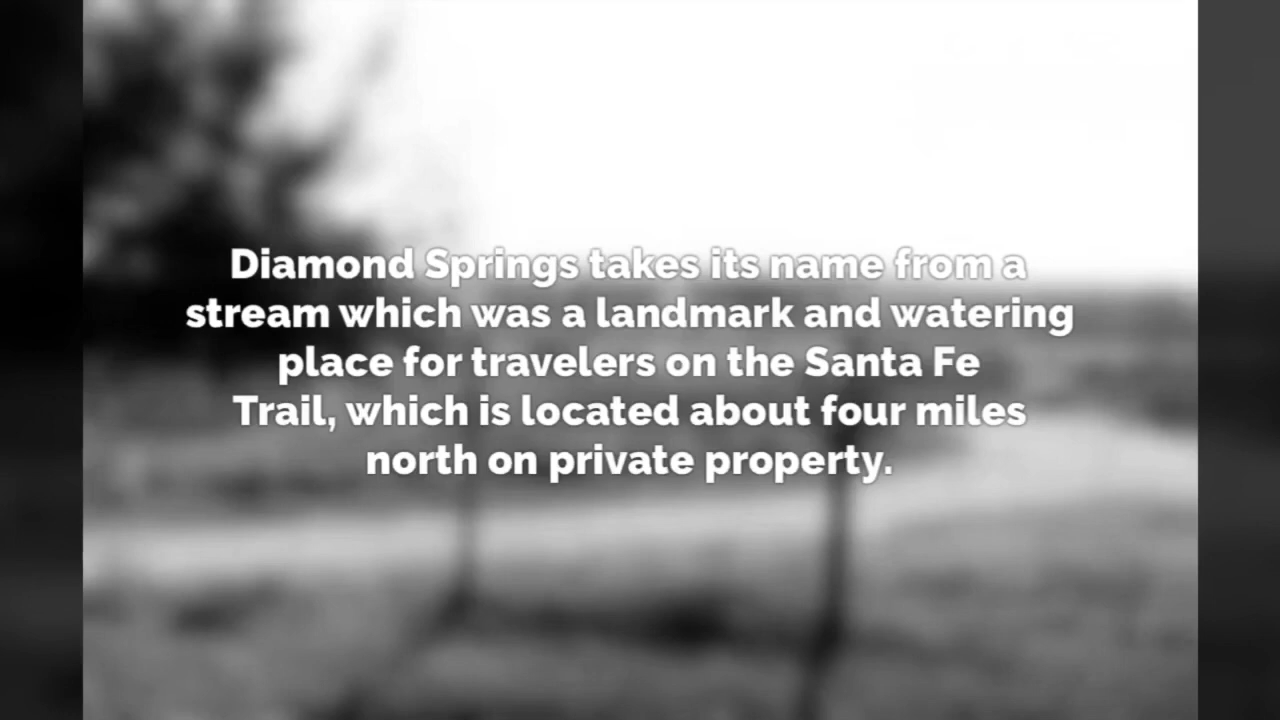 Diamond Springs takes its name from a
stream which was a landmark and watering
place for travelers on the Santa Fe
Trail, which is located about four miles
north on private property.